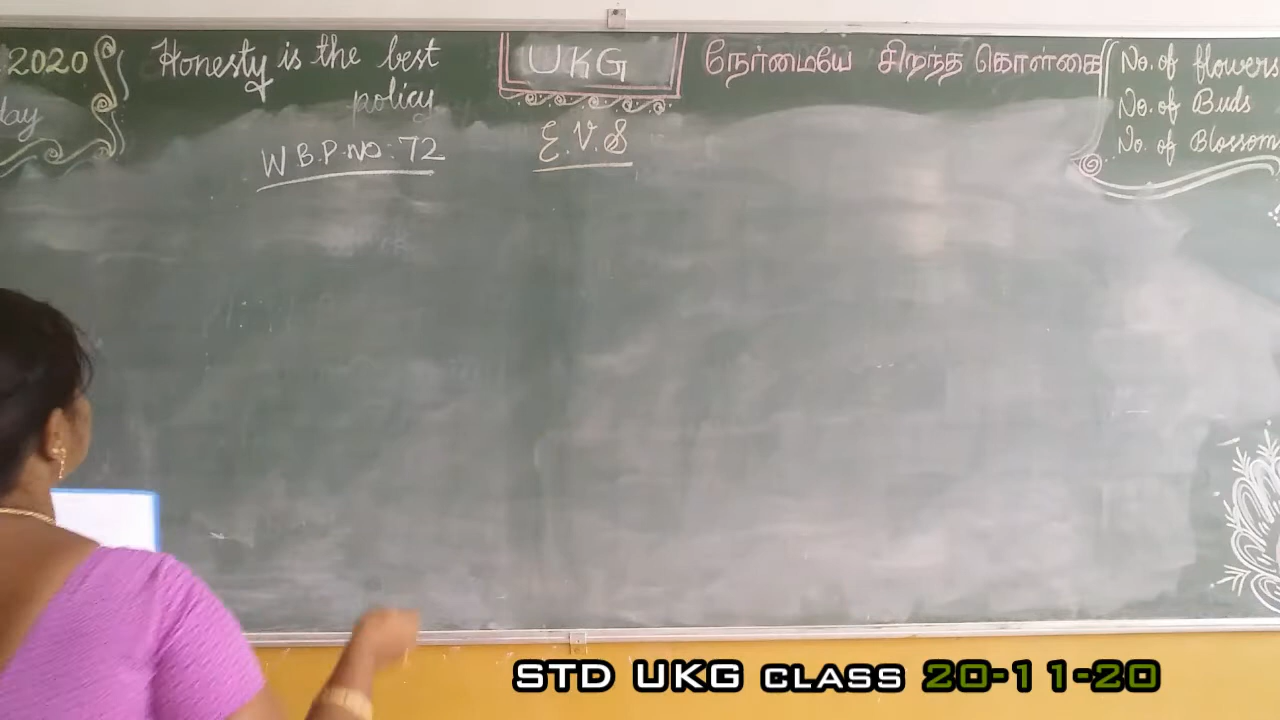 2020
day
Honesty is the best
policy
W.B.P.NO: 72
UKG
E.V.S
நேர்மையே சிறந்த கொள்கை
No. of flowers
No. of Buds
No. of Blossom
STD UKG CLASS 20-11-20